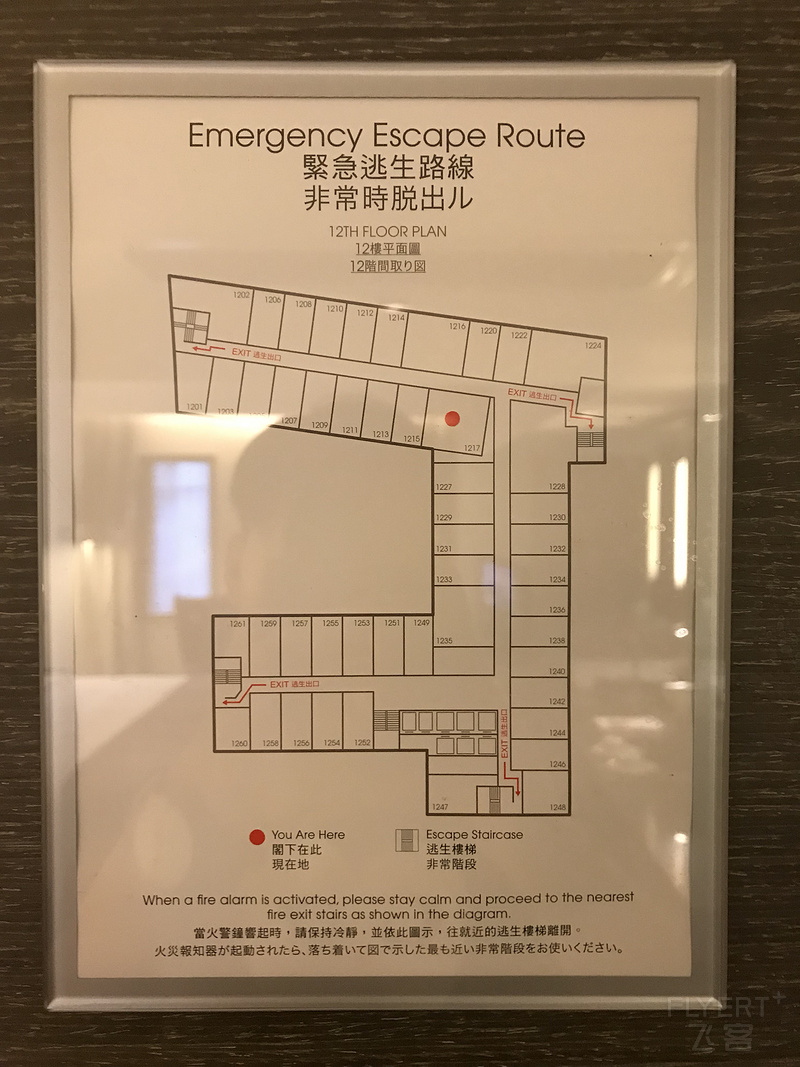 Emergency Escape Route
緊急逃生路線
非常時脱出ル
12TH FLOOR PLAN
12樓平面圖
12階間取り図
1202
1206
1208
1210
1212
1214
1216
1220
1222
1224
EXIT 逃生出口
EXIT 逃生出口
1201
1203
1207
1209
1211
1213
1215
1217
1227
1228
1229
1230
1231
1232
1233
1234
1236
1235
1238
1240
1242
1244
1246
1248
1261
1259
1257
1255
1253
1251
1249
EXIT 逃生出口
EXIT 逃生出口
1260
1258
1256
1254
1252
1247
You Are Here
閣下在此
現在地
Escape Staircase
逃生樓梯
非常階段
When a fire alarm is activated, please stay calm and proceed to the nearest
fire exit stairs as shown in the diagram.
當火警鐘響起時，請保持冷靜，並依此圖示，往就近的逃生樓梯離開。
火災報知器が起動されたら、落ち着いて図で示した最も近い非常階段をお使いください。
FLYERT+
飞客